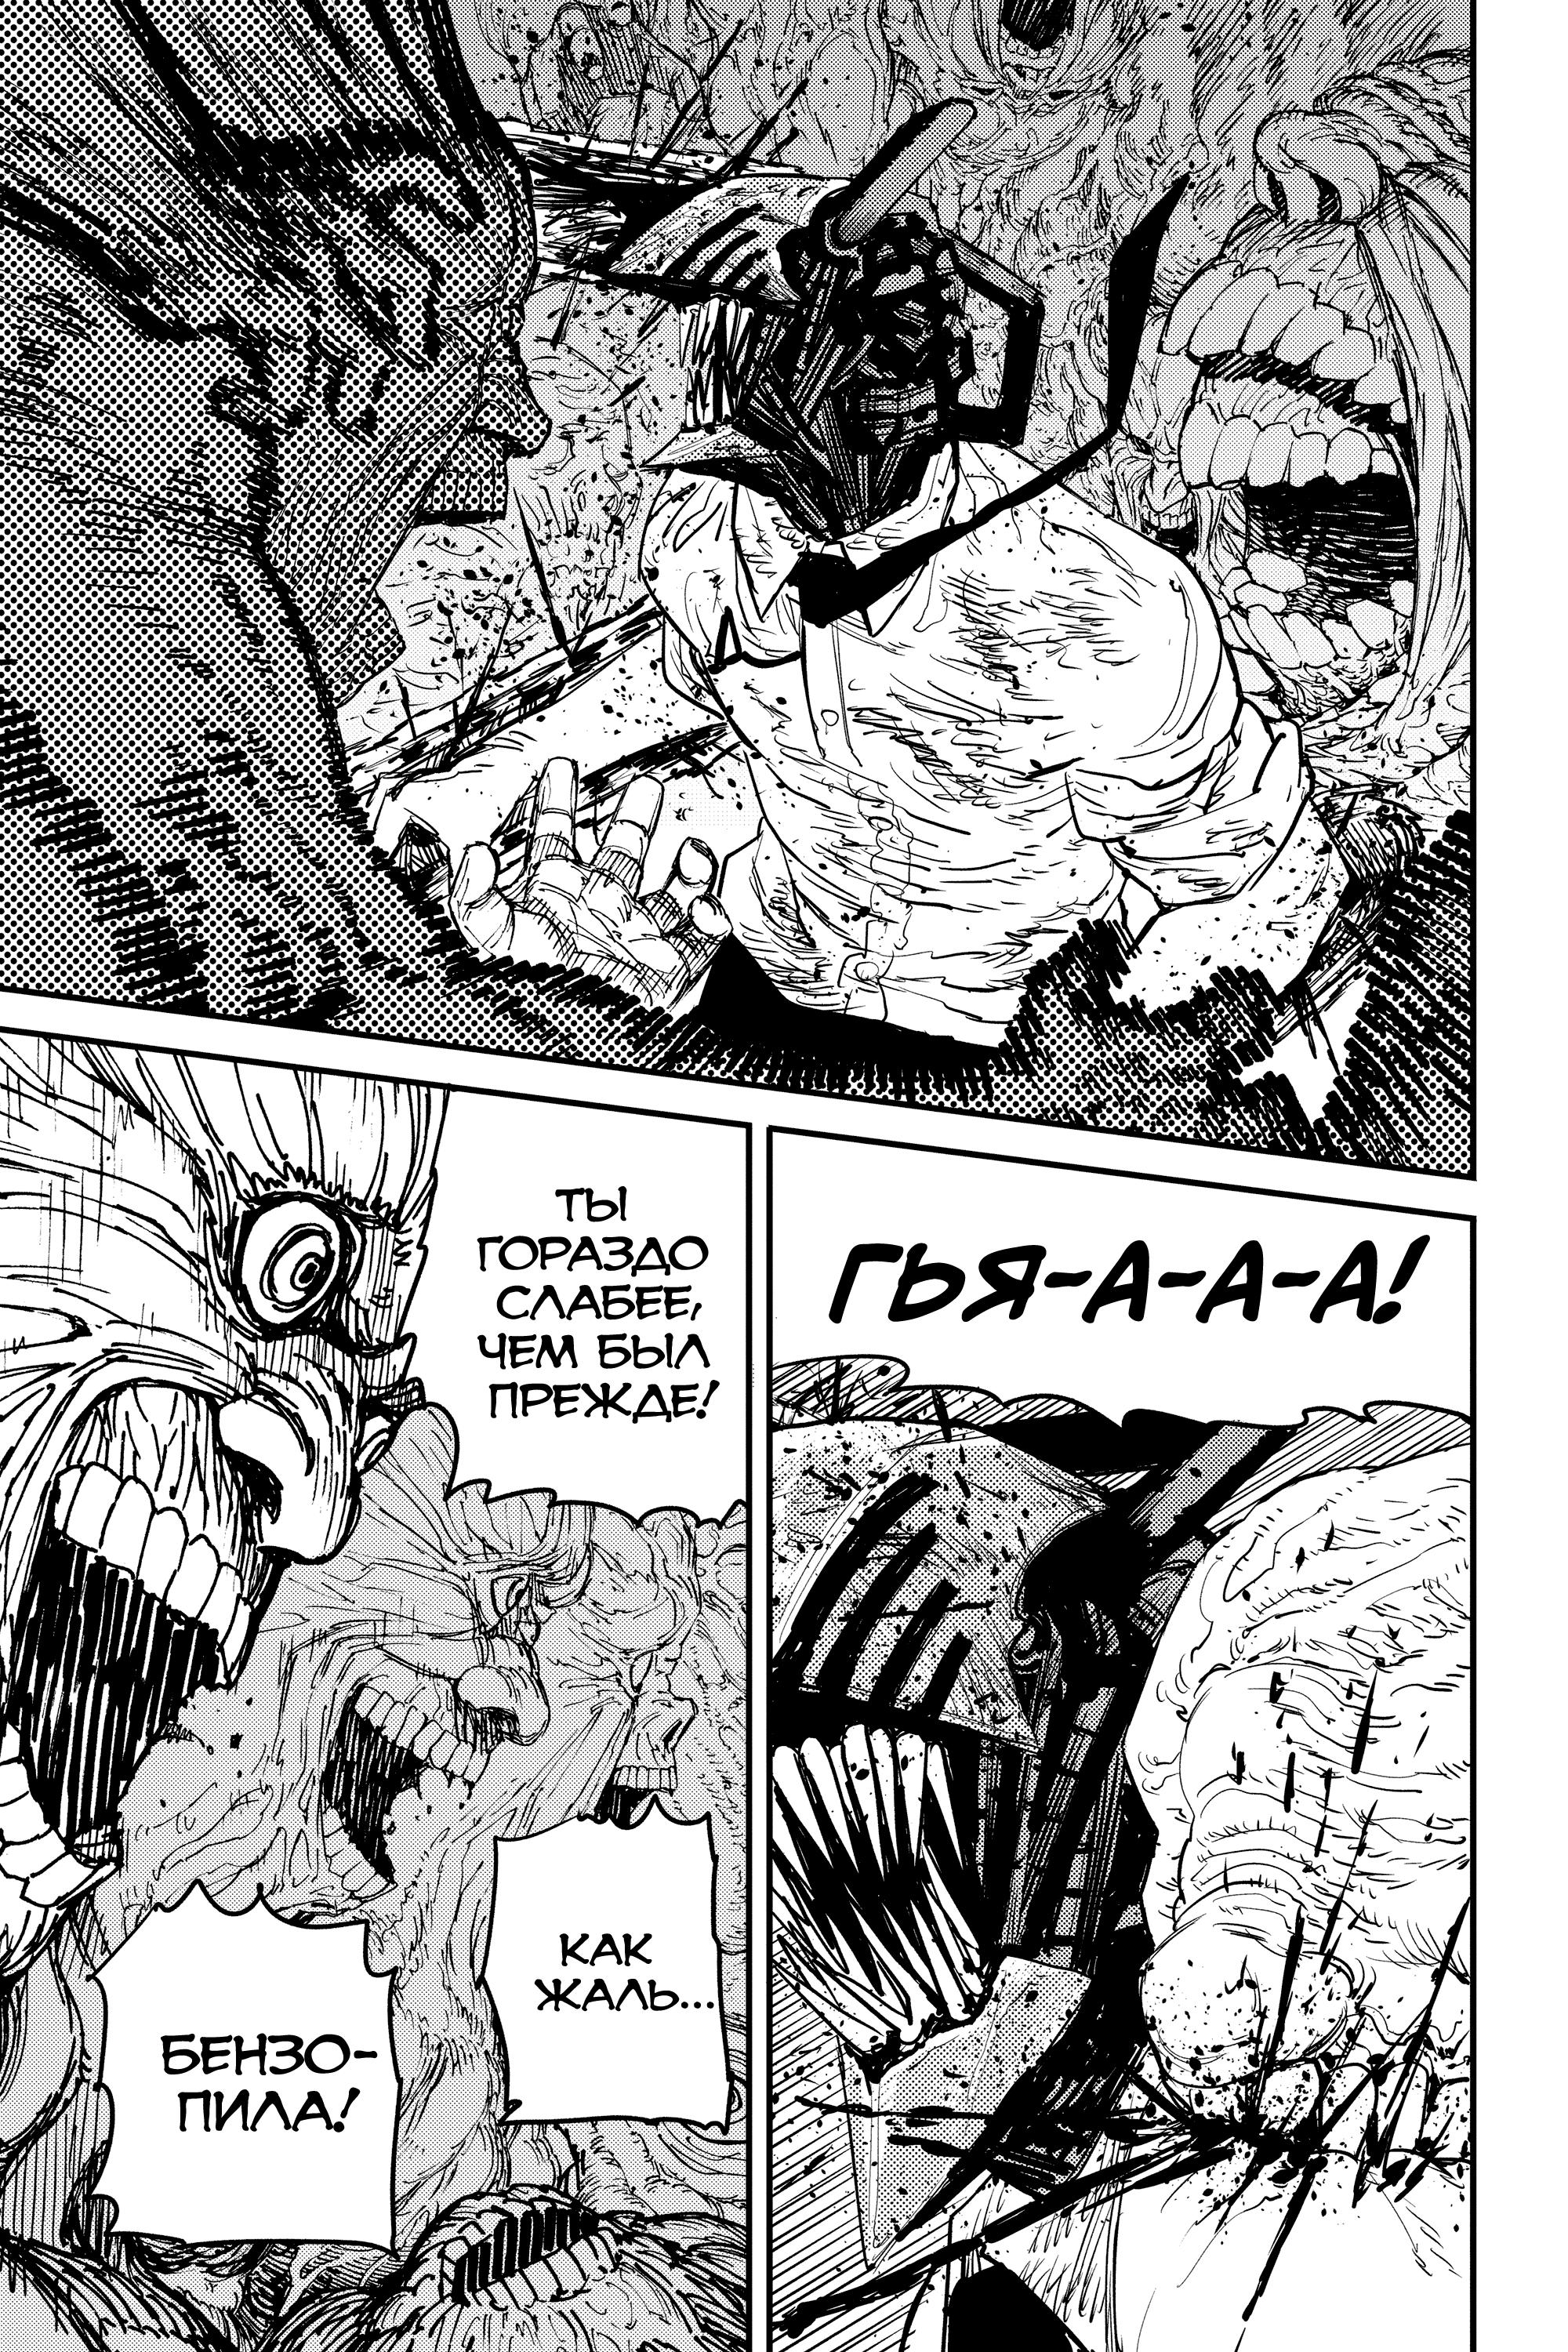 ГЬЯ-А-А-А!
ТЫ
ГОРАЗДО
СЛАБЕЕ,
ЧЕМ БЫЛ
ПРЕЖДЕ!
КАК
ЖАЛЬ...
БЕНЗО-
ПИЛА!